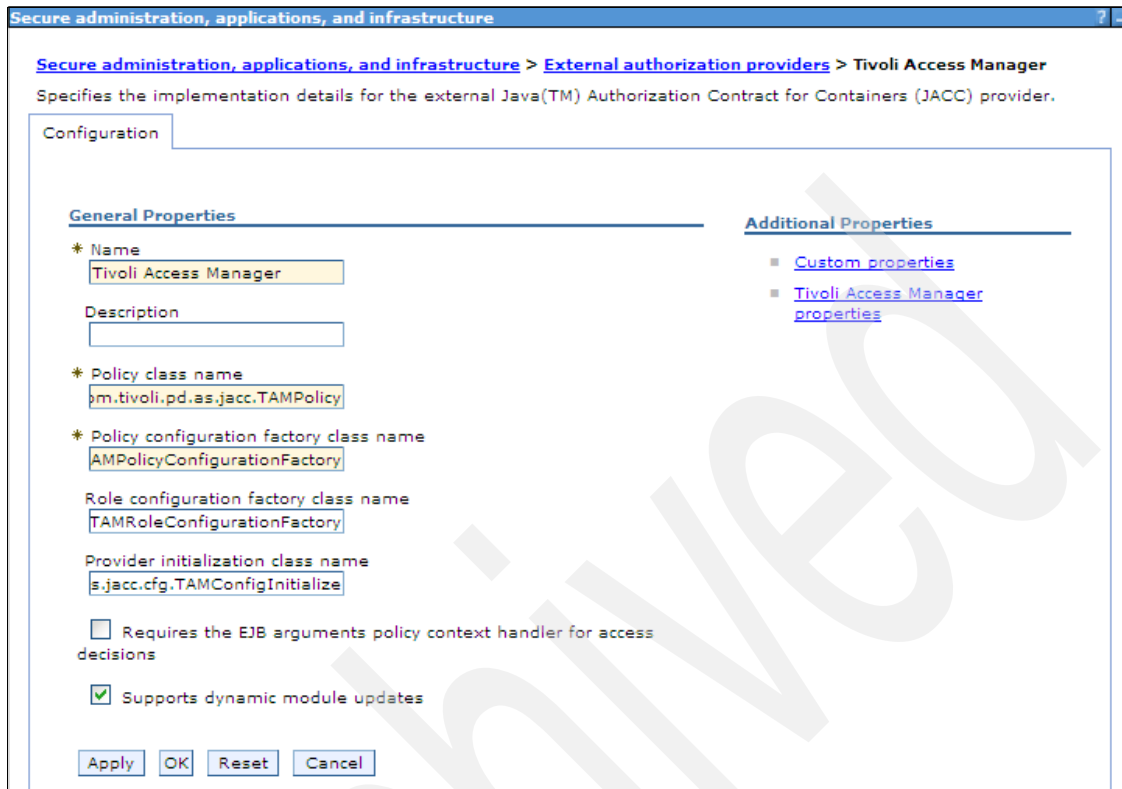 Secure administration, applications, and infrastructure ? -
Secure administration, applications, and infrastructure > External authorization providers > Tivoli Access Manager
Specifies the implementation details for the external Java(TM) Authorization Contract for Containers (JACC) provider.
Configuration
General Properties
* Name
Tivoli Access Manager
Description
* Policy class name
om.tivoli.pd.as.jacc.TAMPolicy
* Policy configuration factory class name
AMPolicyConfigurationFactory
Role configuration factory class name
TAMRoleConfigurationFactory
Provider initialization class name
s.jacc.cfg.TAMConfigInitialize
Requires the EJB arguments policy context handler for access
decisions
Supports dynamic module updates
Apply OK Reset Cancel
Additional Properties
Custom properties
Tivoli Access Manager
properties
hived